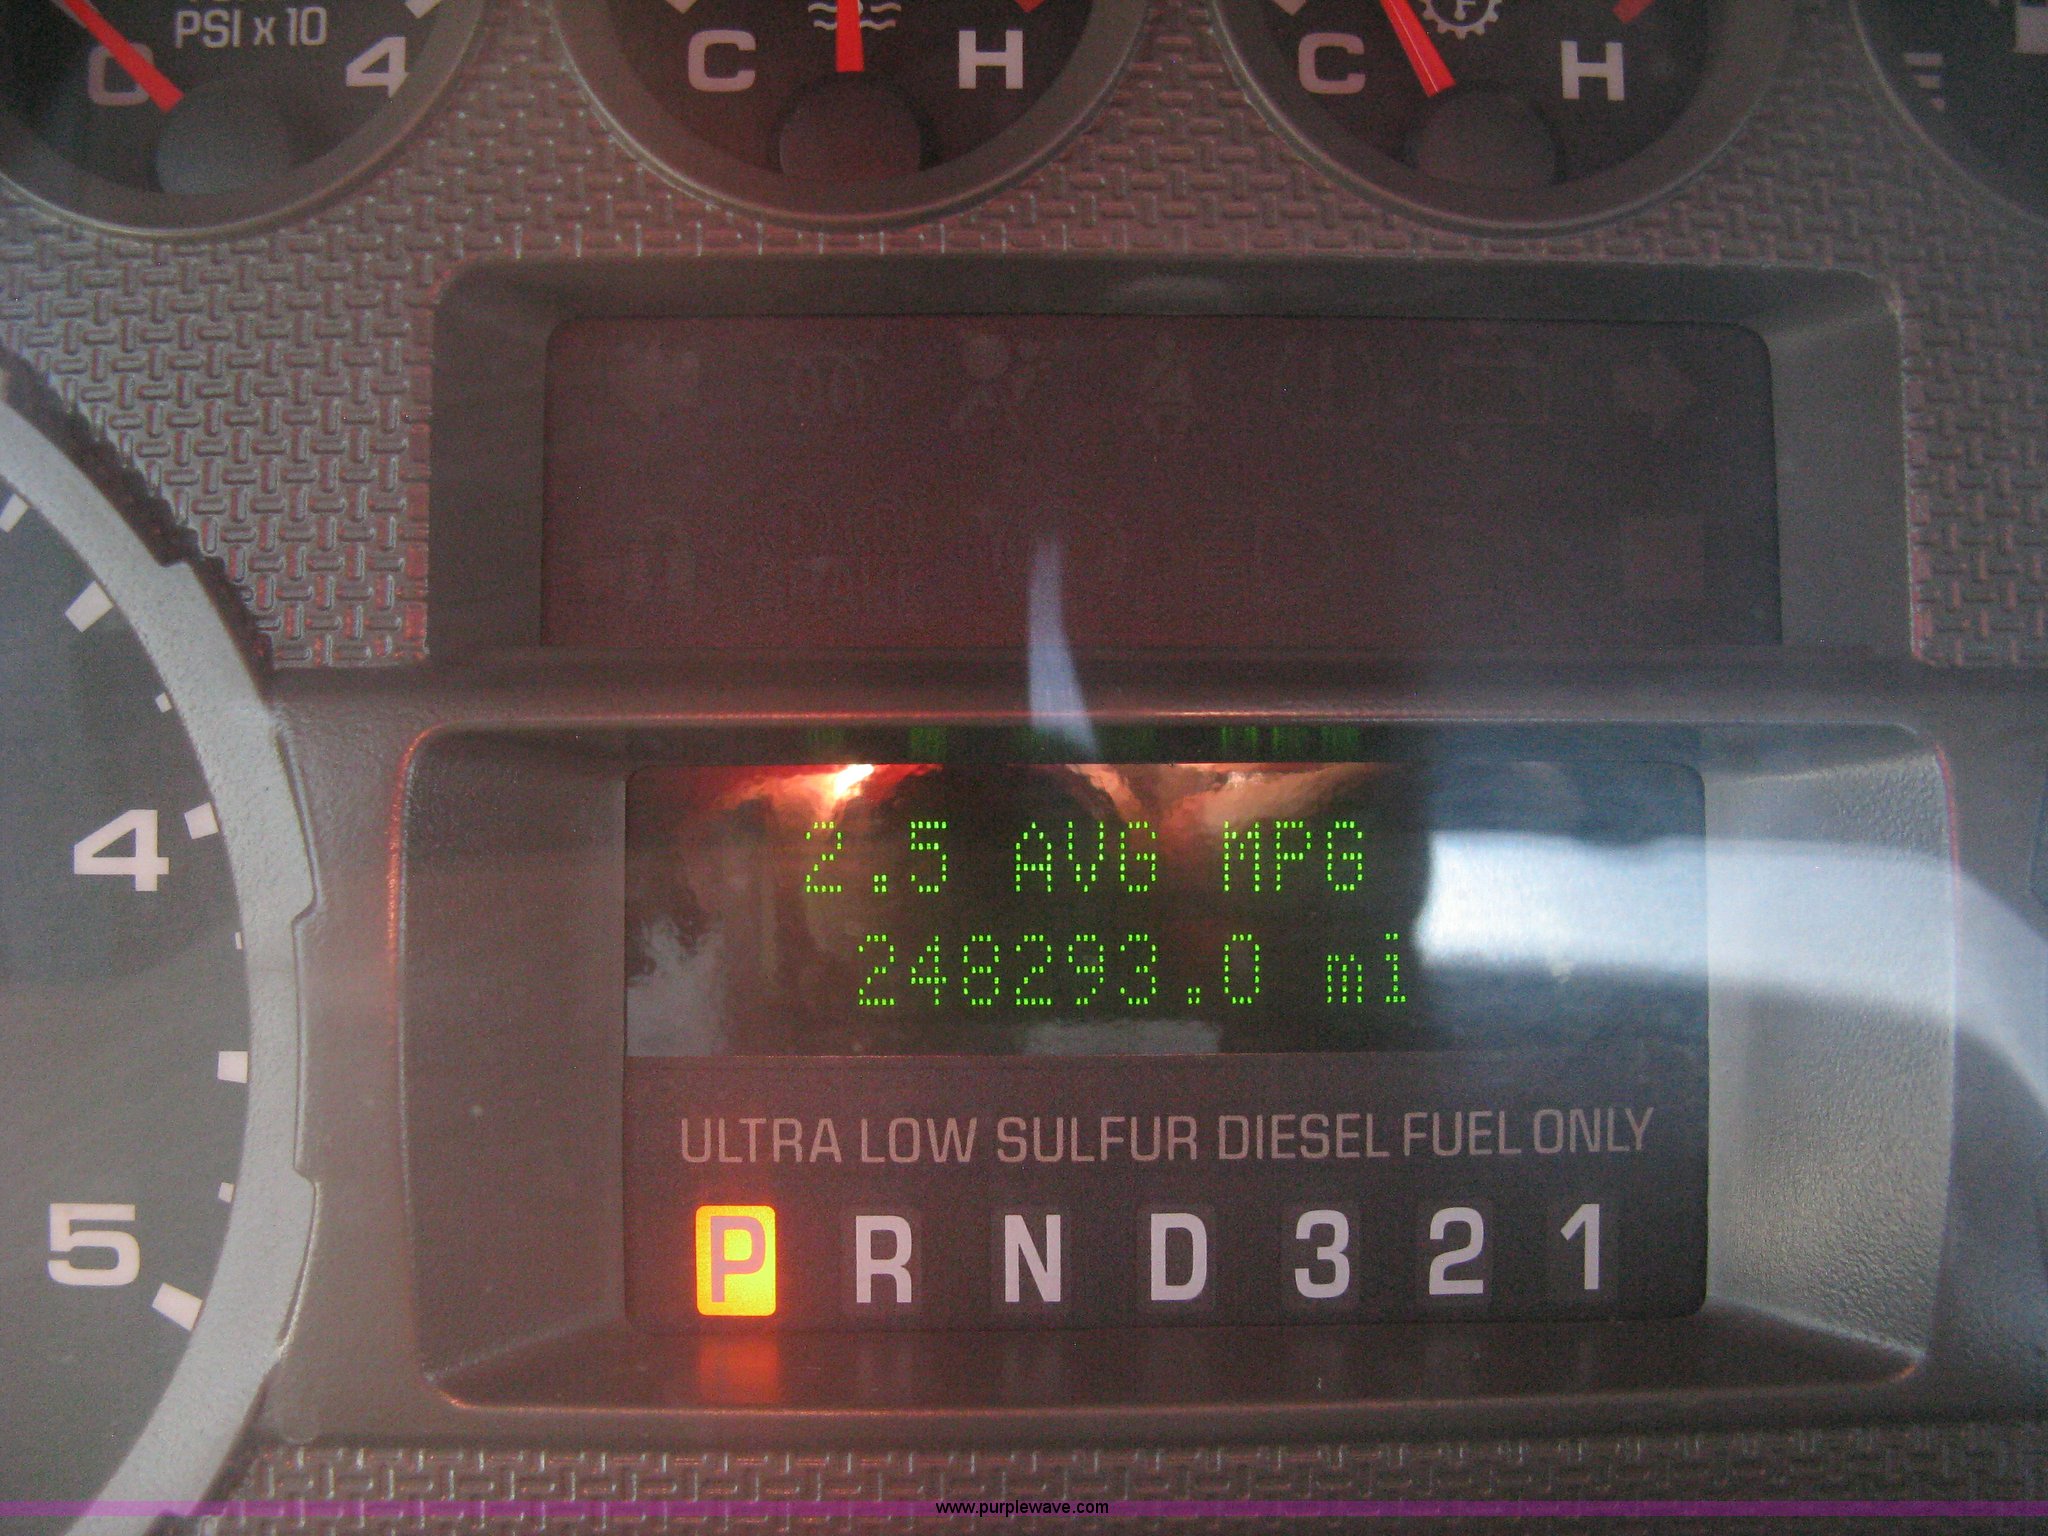 PSI x 10
0 4
C H
C F H
2.5 AVG MPG
248293.0 mi
4
ULTRA LOW SULFUR DIESEL FUEL ONLY
P R N D 3 2 1
5
www.purplewave.com